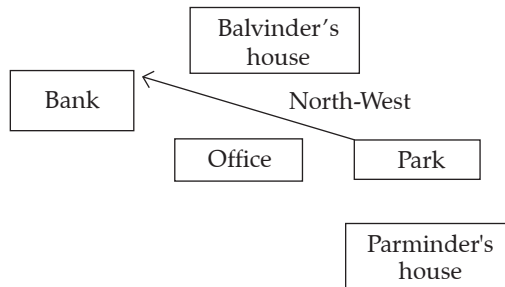 Balvinder’s
house
Bank
North-West
Office
Park
Parminder's
house